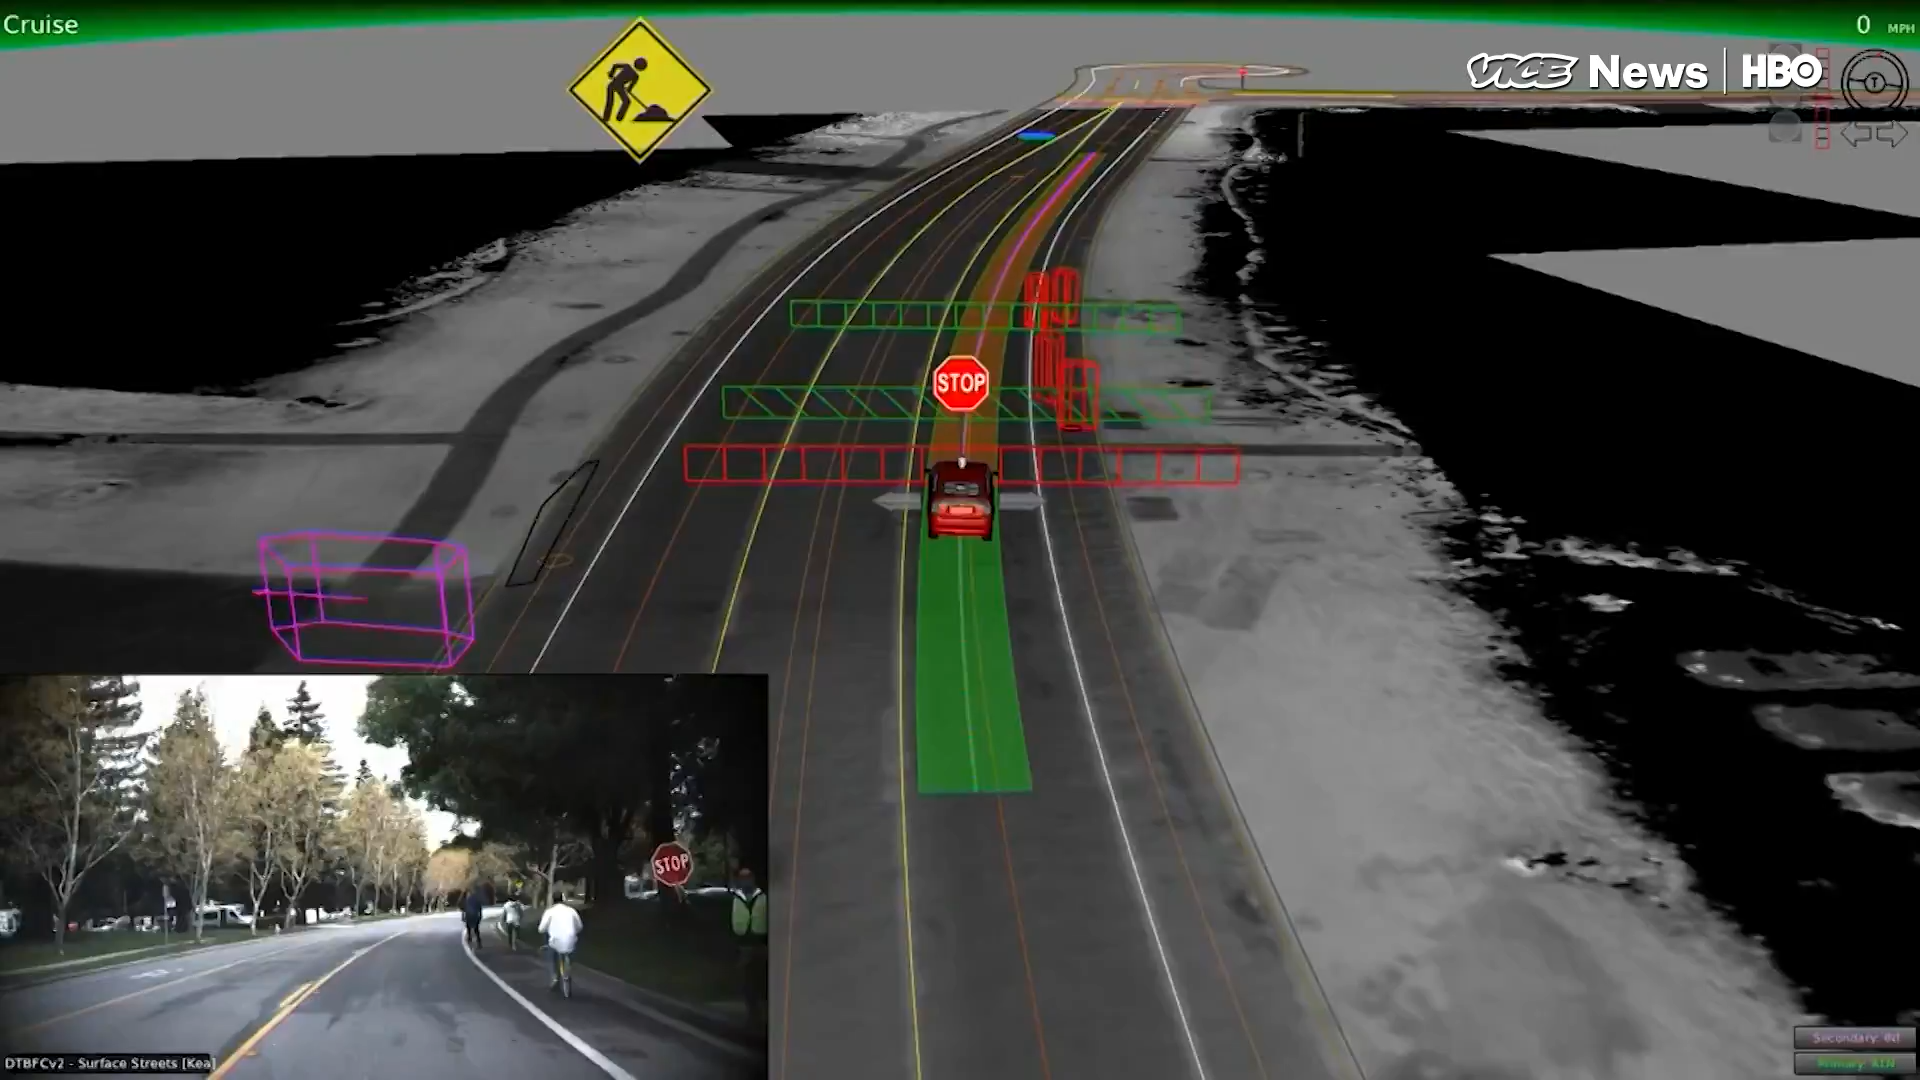 Cruise
0 MPH
VICE News | HBO
STOP
STOP
DTBFCv2 - Surface Streets [Kea]